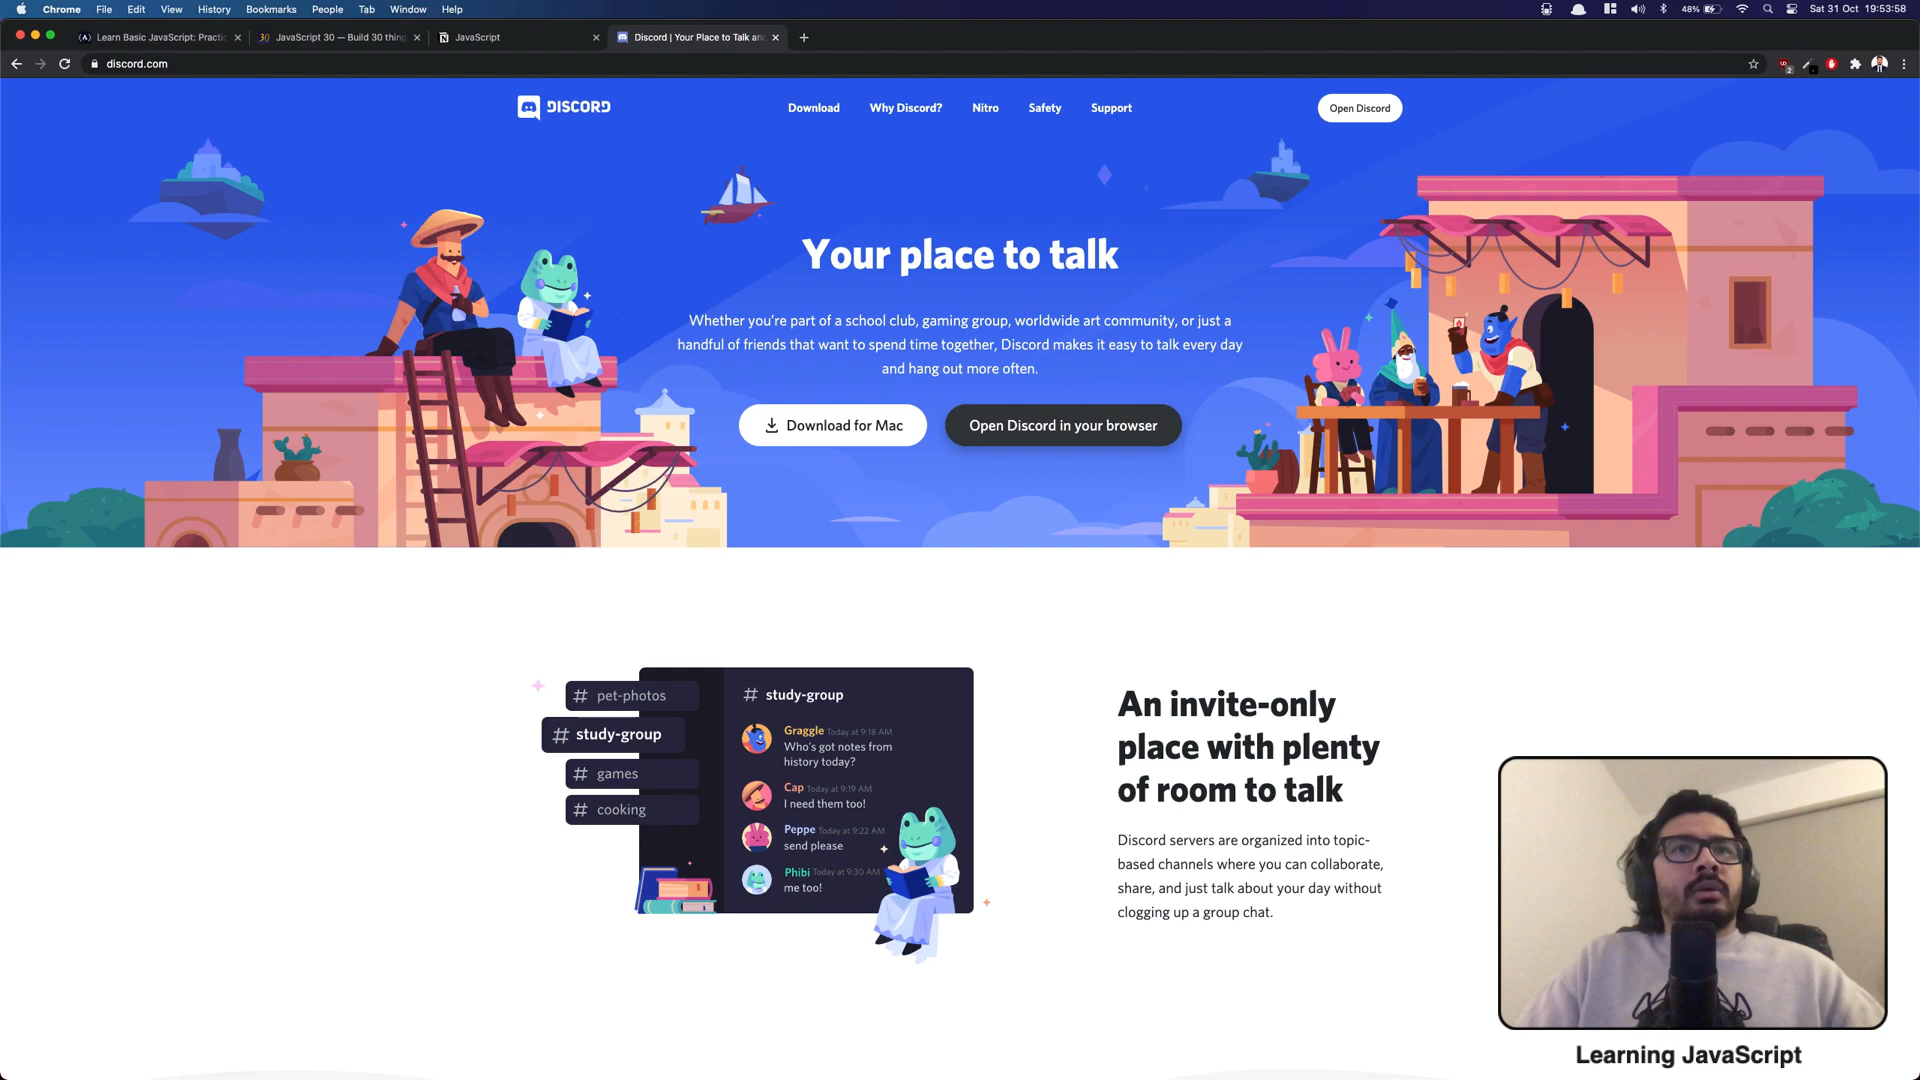 Chrome File Edit View History Bookmarks People Tab Window Help 48% Sat 31 Oct 19:53:58
Learn Basic JavaScript: Practic JavaScript 30 — Build 30 thing JavaScript Discord | Your Place to Talk and
discord.com
2
DISCORD Download Why Discord? Nitro Safety Support Open Discord
Your place to talk
Whether you're part of a school club, gaming group, worldwide art community, or just a
handful of friends that want to spend time together, Discord makes it easy to talk every day
and hang out more often.
Download for Mac Open Discord in your browser
# pet-photos
# study-group
# games
# cooking
# study-group
Graggle Today at 9:18 AM
Who's got notes from
history today?
Cap Today at 9:19 AM
I need them too!
Peppe Today at 9:22 AM
send please
Phibi Today at 9:30 AM
me too!
An invite-only
place with plenty
of room to talk
Discord servers are organized into topic-
based channels where you can collaborate,
share, and just talk about your day without
clogging up a group chat.
Learning JavaScript